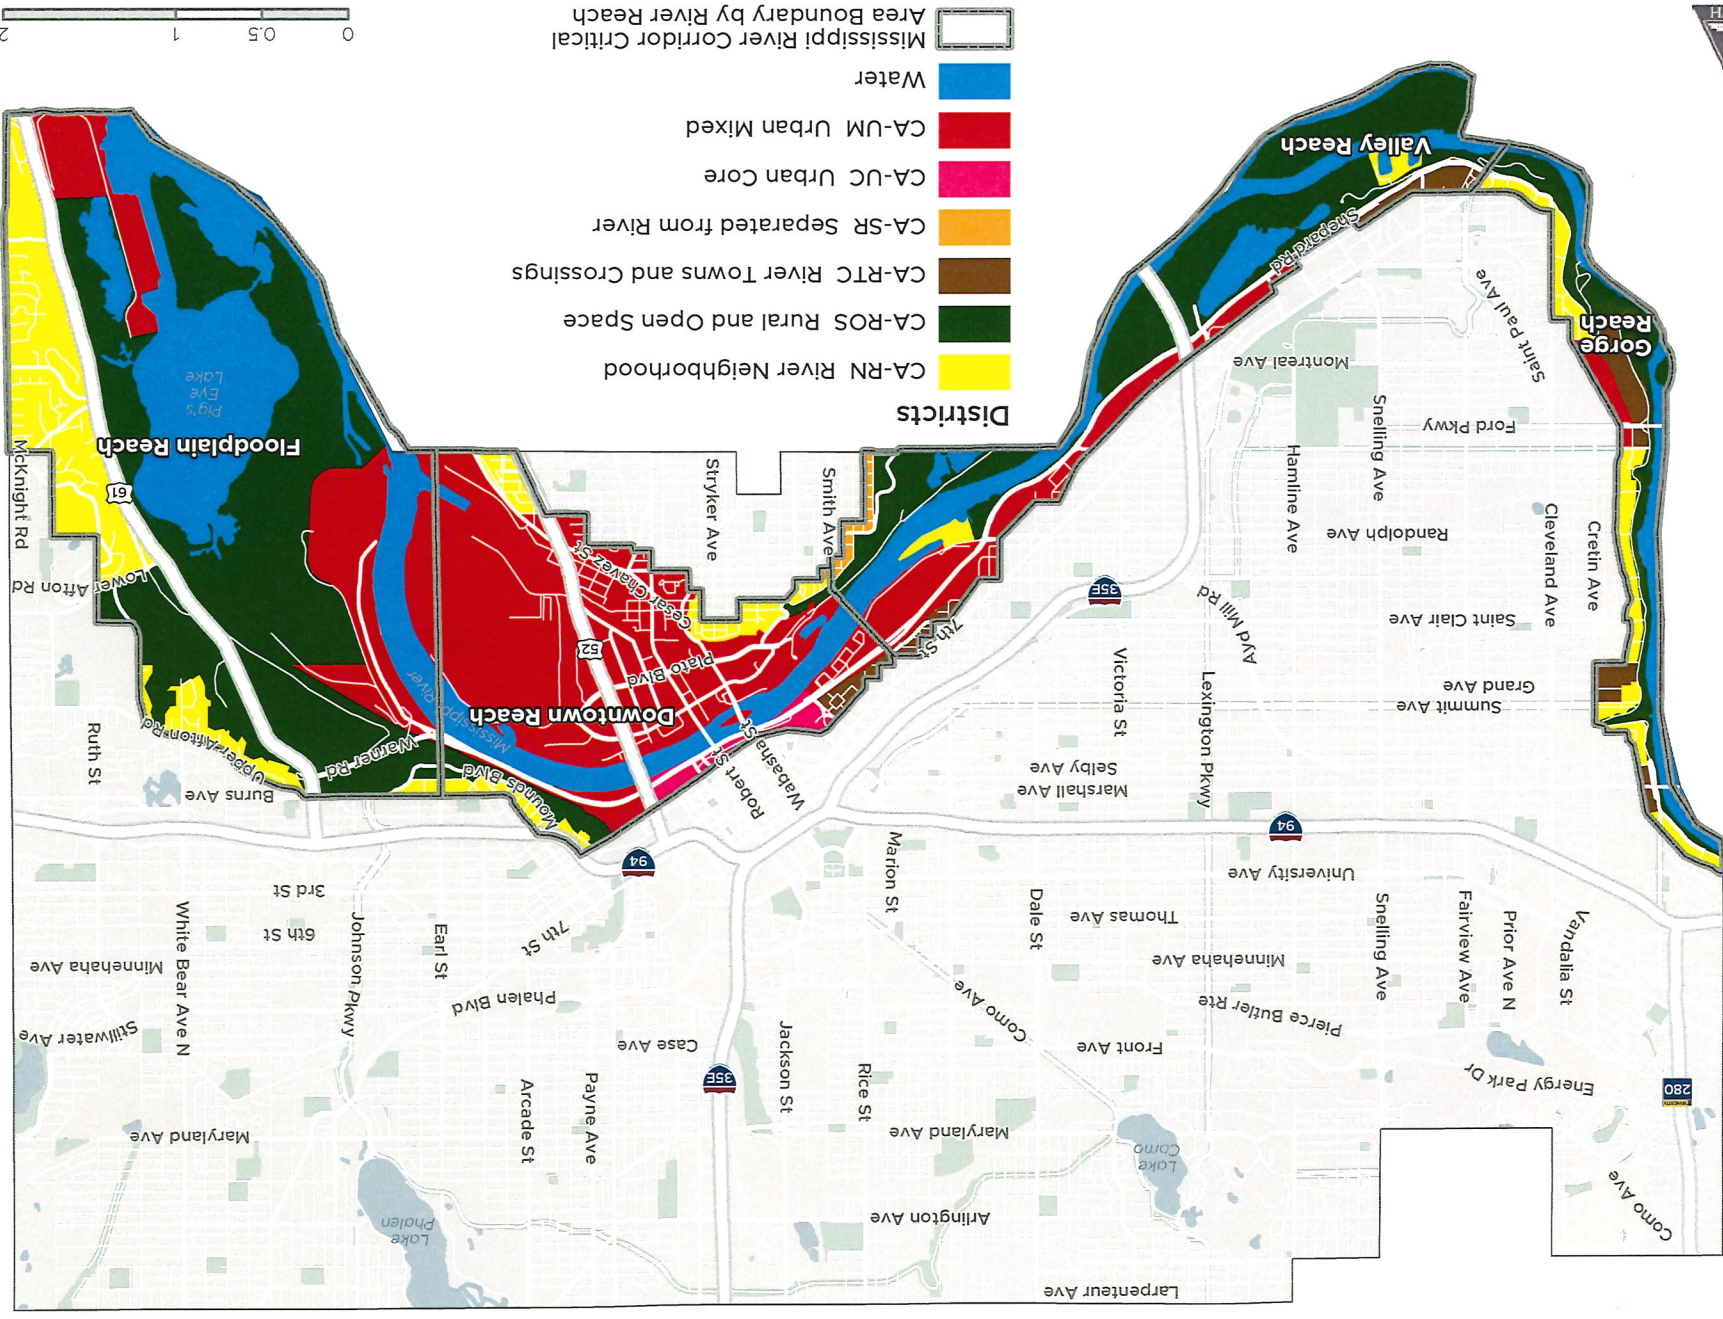 Larpenteur Ave
Como Ave
Arlington Ave
Lake
Phalen
Lake
Como
Maryland Ave
Maryland Ave
280
Energy Park Dr
35E
Rice St
Jackson St
Payne Ave
Arcade St
Front Ave
Case Ave
Stillwater Ave
Pierce Butler Rte
Como Ave
Phalen Blvd
Minnehaha Ave
Minnehaha Ave
Vandalia St
Prior Ave N
Fairview Ave
Snelling Ave
Johnson Pkwy
White Bear Ave N
Earl St
7th St
6th St
Thomas Ave
Dale St
3rd St
Marion St
University Ave
94
94
Marshall Ave
Selby Ave
Burns Ave
Mounds Blvd
Robert St
Wabasha St
Warner Rd
Upper Afton Rd
Ruth St
Lexington Pkwy
Victoria St
Summit Ave
Grand Ave
Mississippi River
Downtown Reach
Plato Blvd
52
7th St
Ayd Mill Rd
Saint Clair Ave
Cesar Chavez St
35E
Lower Afton Rd
Cretin Ave
Cleveland Ave
Randolph Ave
Hamline Ave
Snelling Ave
Smith Ave
Stryker Ave
61
McKnight Rd
Floodplain Reach
Ford Pkwy
Pig's
Eye
Lake
Montreal Ave
Saint Paul Ave
Gorge
Reach
Shepard Rd
Valley Reach
Districts
CA-RN River Neighborhood
CA-ROS Rural and Open Space
CA-RTC River Towns and Crossings
CA-SR Separated from River
CA-UC Urban Core
CA-UM Urban Mixed
Water
Mississippi River Corridor Critical
Area Boundary by River Reach
0 0.5 1 2